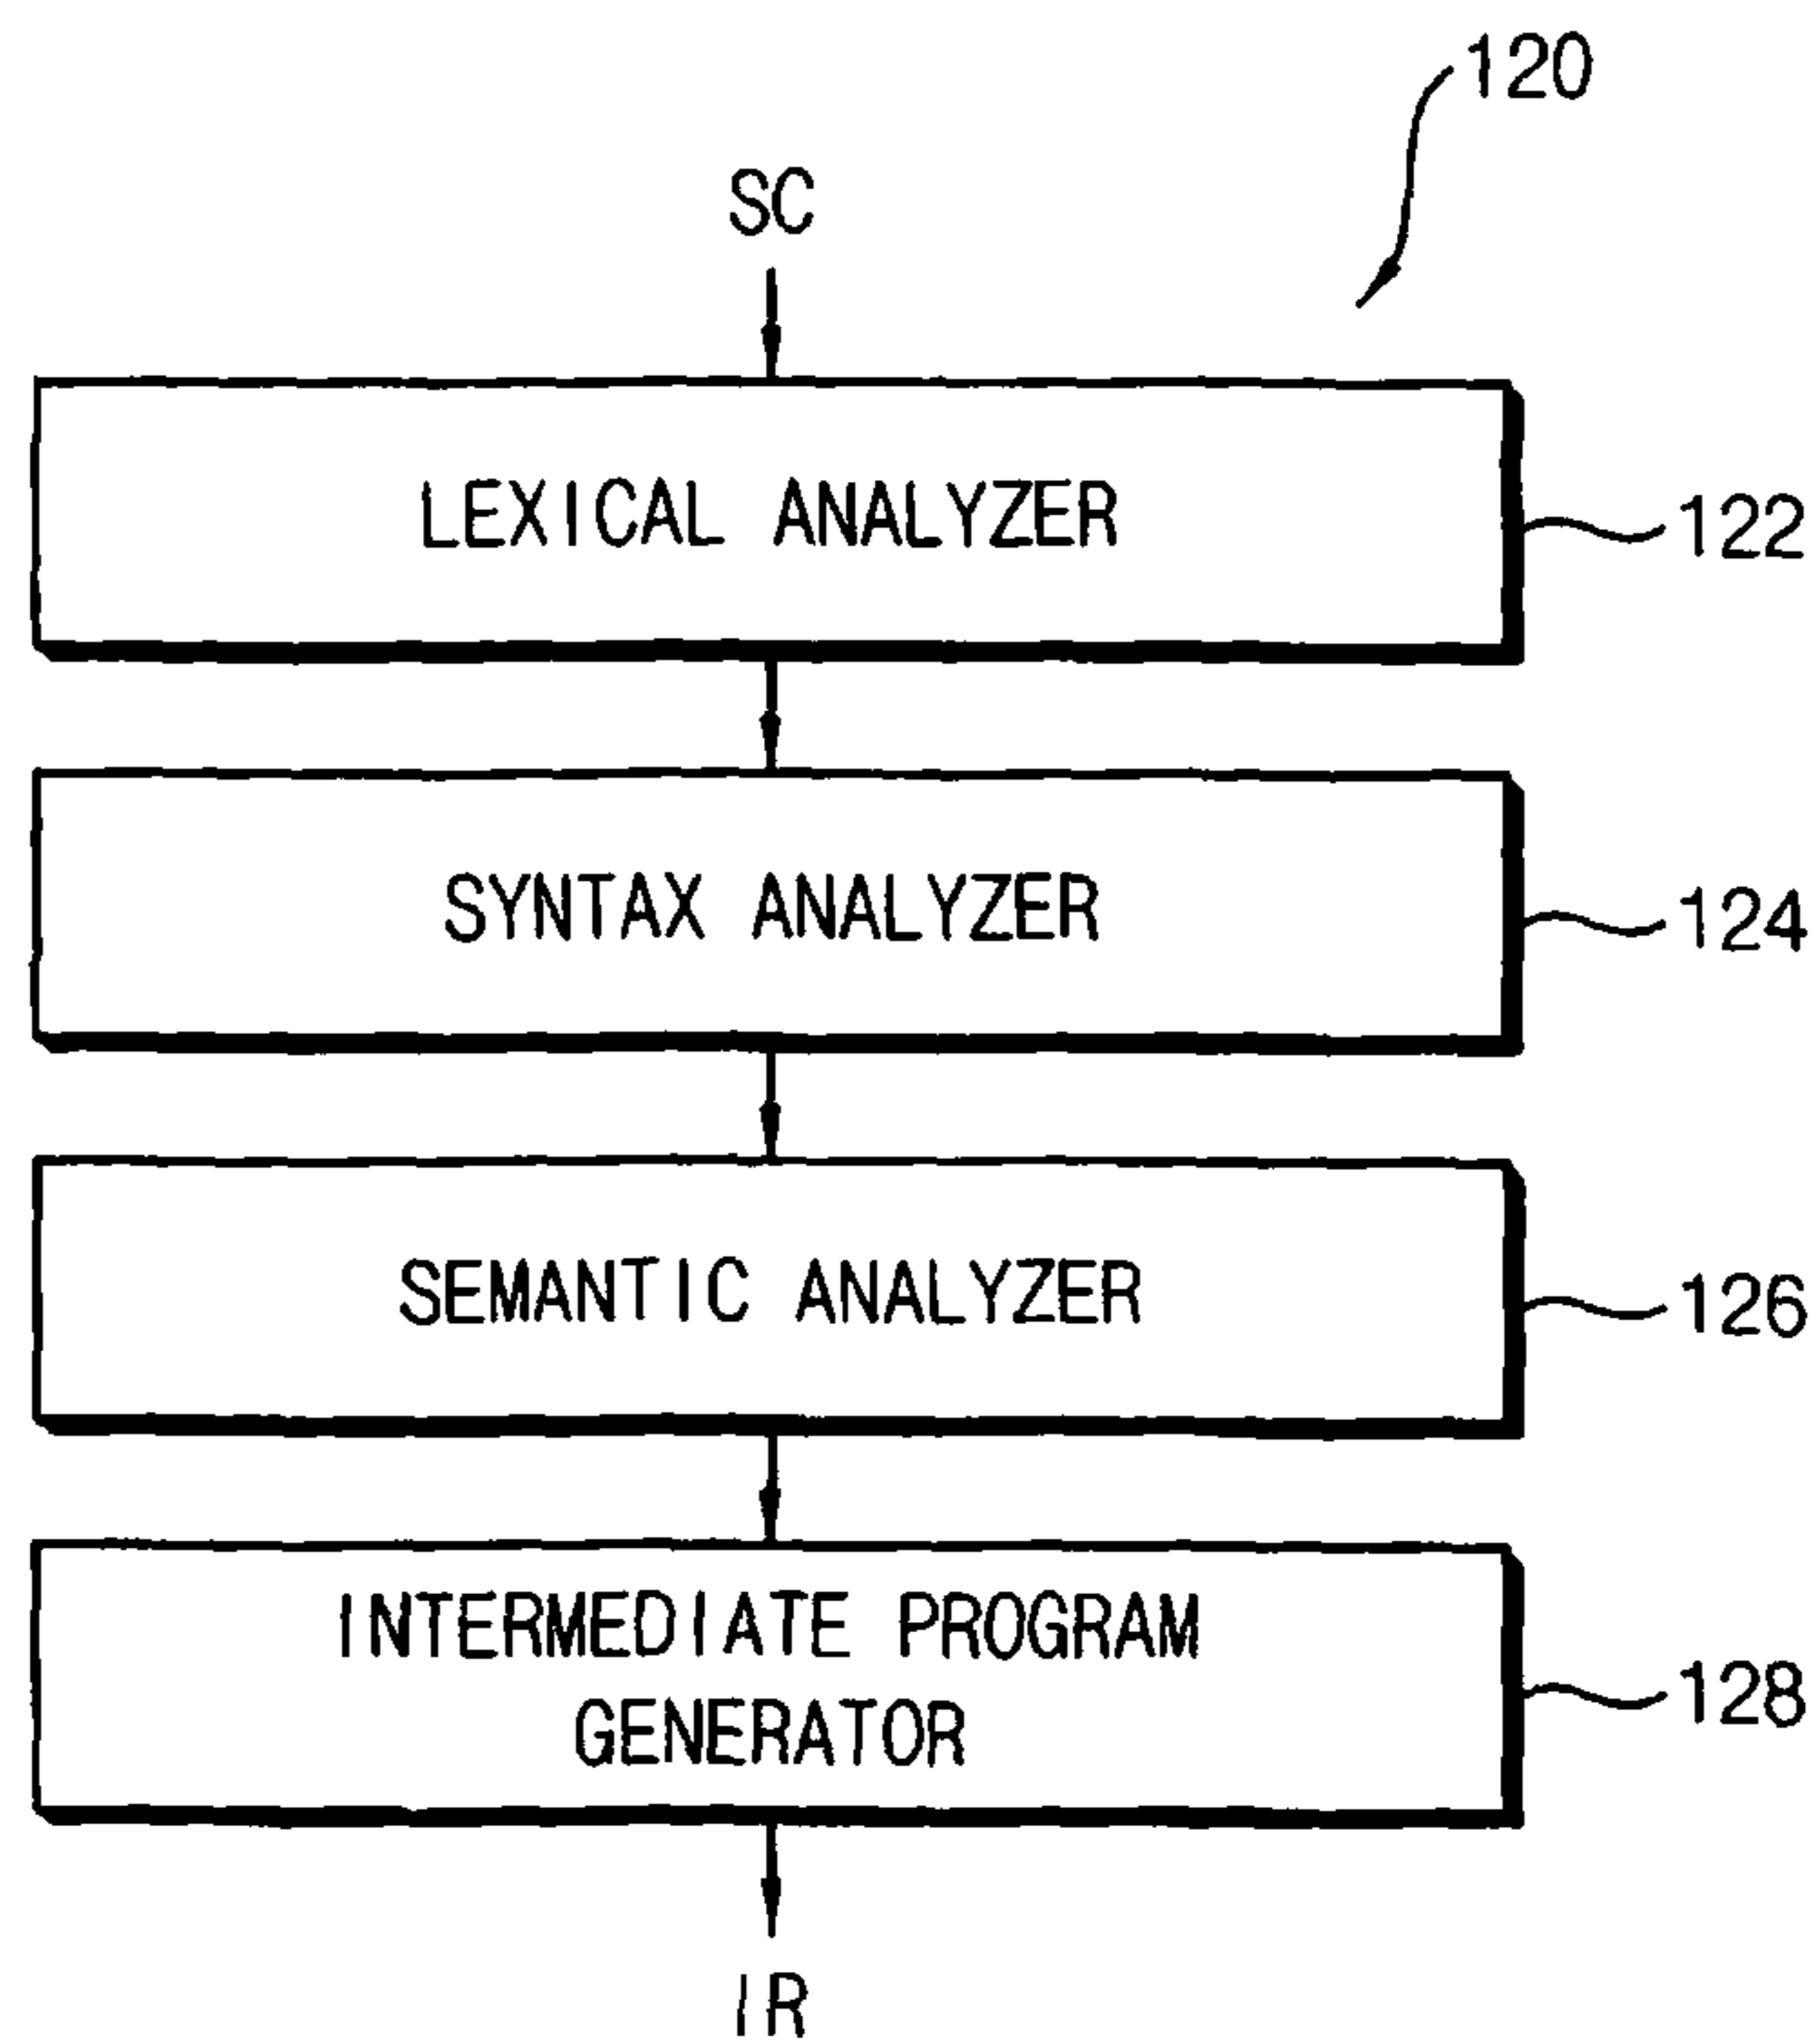 120
SC
LEXICAL ANALYZER
122
SYNTAX ANALYZER
124
SEMANTIC ANALYZER
126
INTERMEDIATE PROGRAM
GENERATOR
128
IR